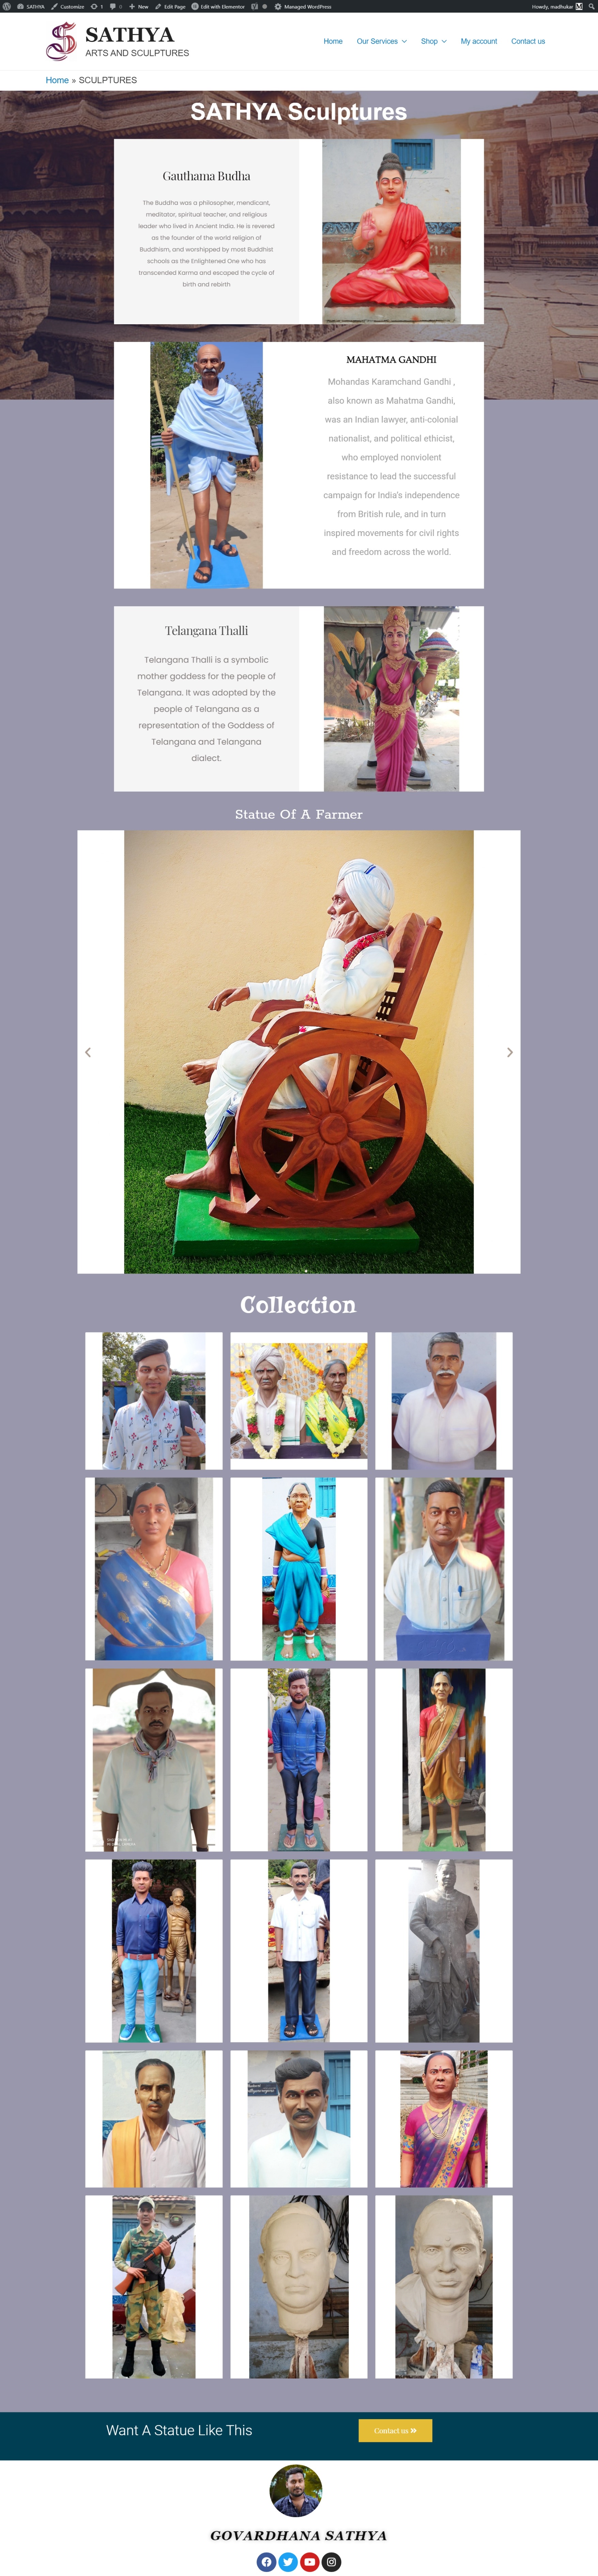 SATHYA Customize 1 0 New Edit Page Edit with Elementor Managed WordPress Howdy, madhukar
SATHYA
ARTS AND SCULPTURES
Home Our Services Shop My account Contact us
Home » SCULPTURES
SATHYA Sculptures
Gauthama Budha
The Buddha was a philosopher, mendicant,
meditator, spiritual teacher, and religious
leader who lived in Ancient India. He is revered
as the founder of the world religion of
Buddhism, and worshipped by most Buddhist
schools as the Enlightened One who has
transcended Karma and escaped the cycle of
birth and rebirth
MAHATMA GANDHI
Mohandas Karamchand Gandhi ,
also known as Mahatma Gandhi,
was an Indian lawyer, anti-colonial
nationalist, and political ethicist,
who employed nonviolent
resistance to lead the successful
campaign for India's independence
from British rule, and in turn
inspired movements for civil rights
and freedom across the world.
Telangana Thalli
Telangana Thalli is a symbolic
mother goddess for the people of
Telangana. It was adopted by the
people of Telangana as a
representation of the Goddess of
Telangana and Telangana
dialect.
Statue Of A Farmer
Collection
Want A Statue Like This
Contact us
GOVARDHANA SATHYA